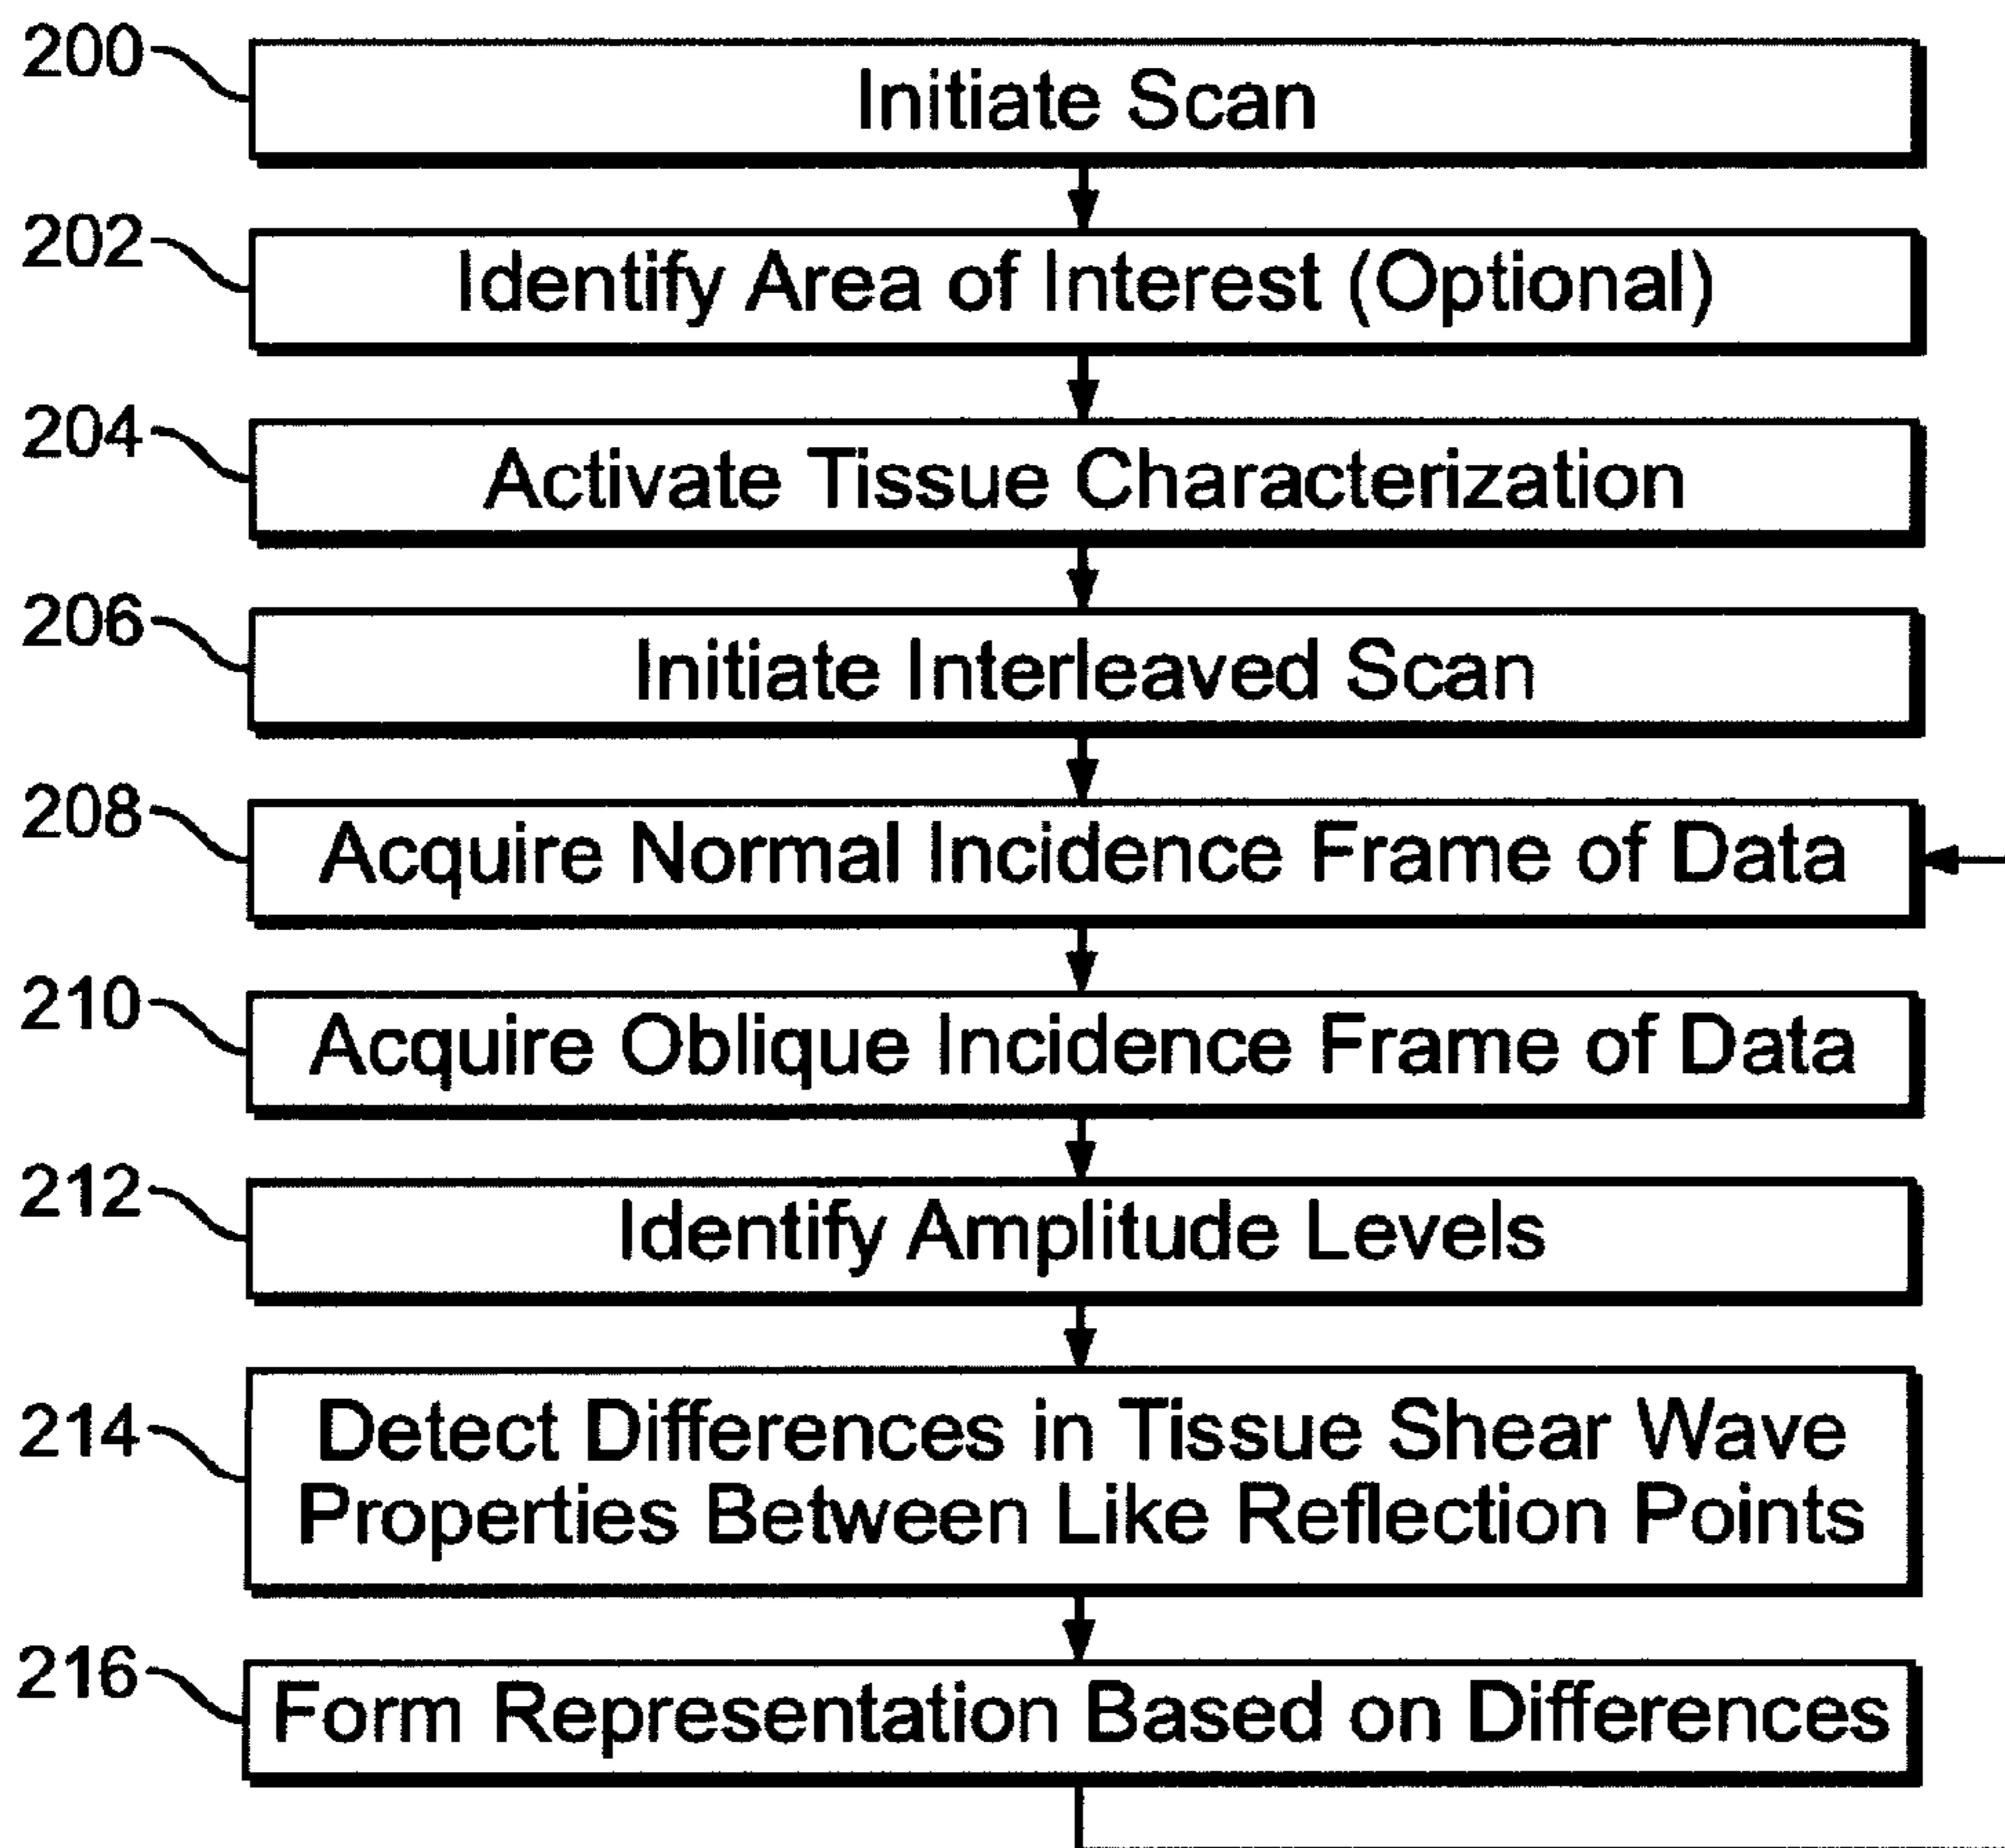 200
Initiate Scan
202
Identify Area of Interest (Optional)
204
Activate Tissue Characterization
206
Initiate Interleaved Scan
208
Acquire Normal Incidence Frame of Data
210
Acquire Oblique Incidence Frame of Data
212
Identify Amplitude Levels
214
Detect Differences in Tissue Shear Wave
Properties Between Like Reflection Points
216
Form Representation Based on Differences